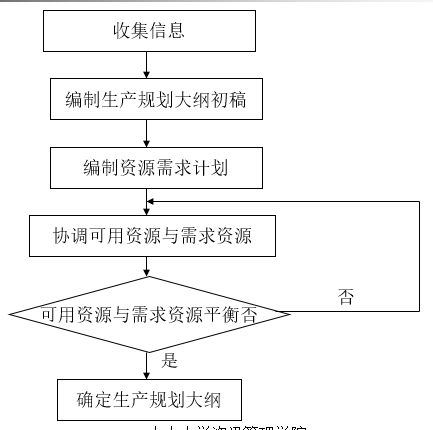 收集信息
编制生产规划大纲初稿
编制资源需求计划
协调可用资源与需求资源
可用资源与需求资源平衡否
否
是
确定生产规划大纲